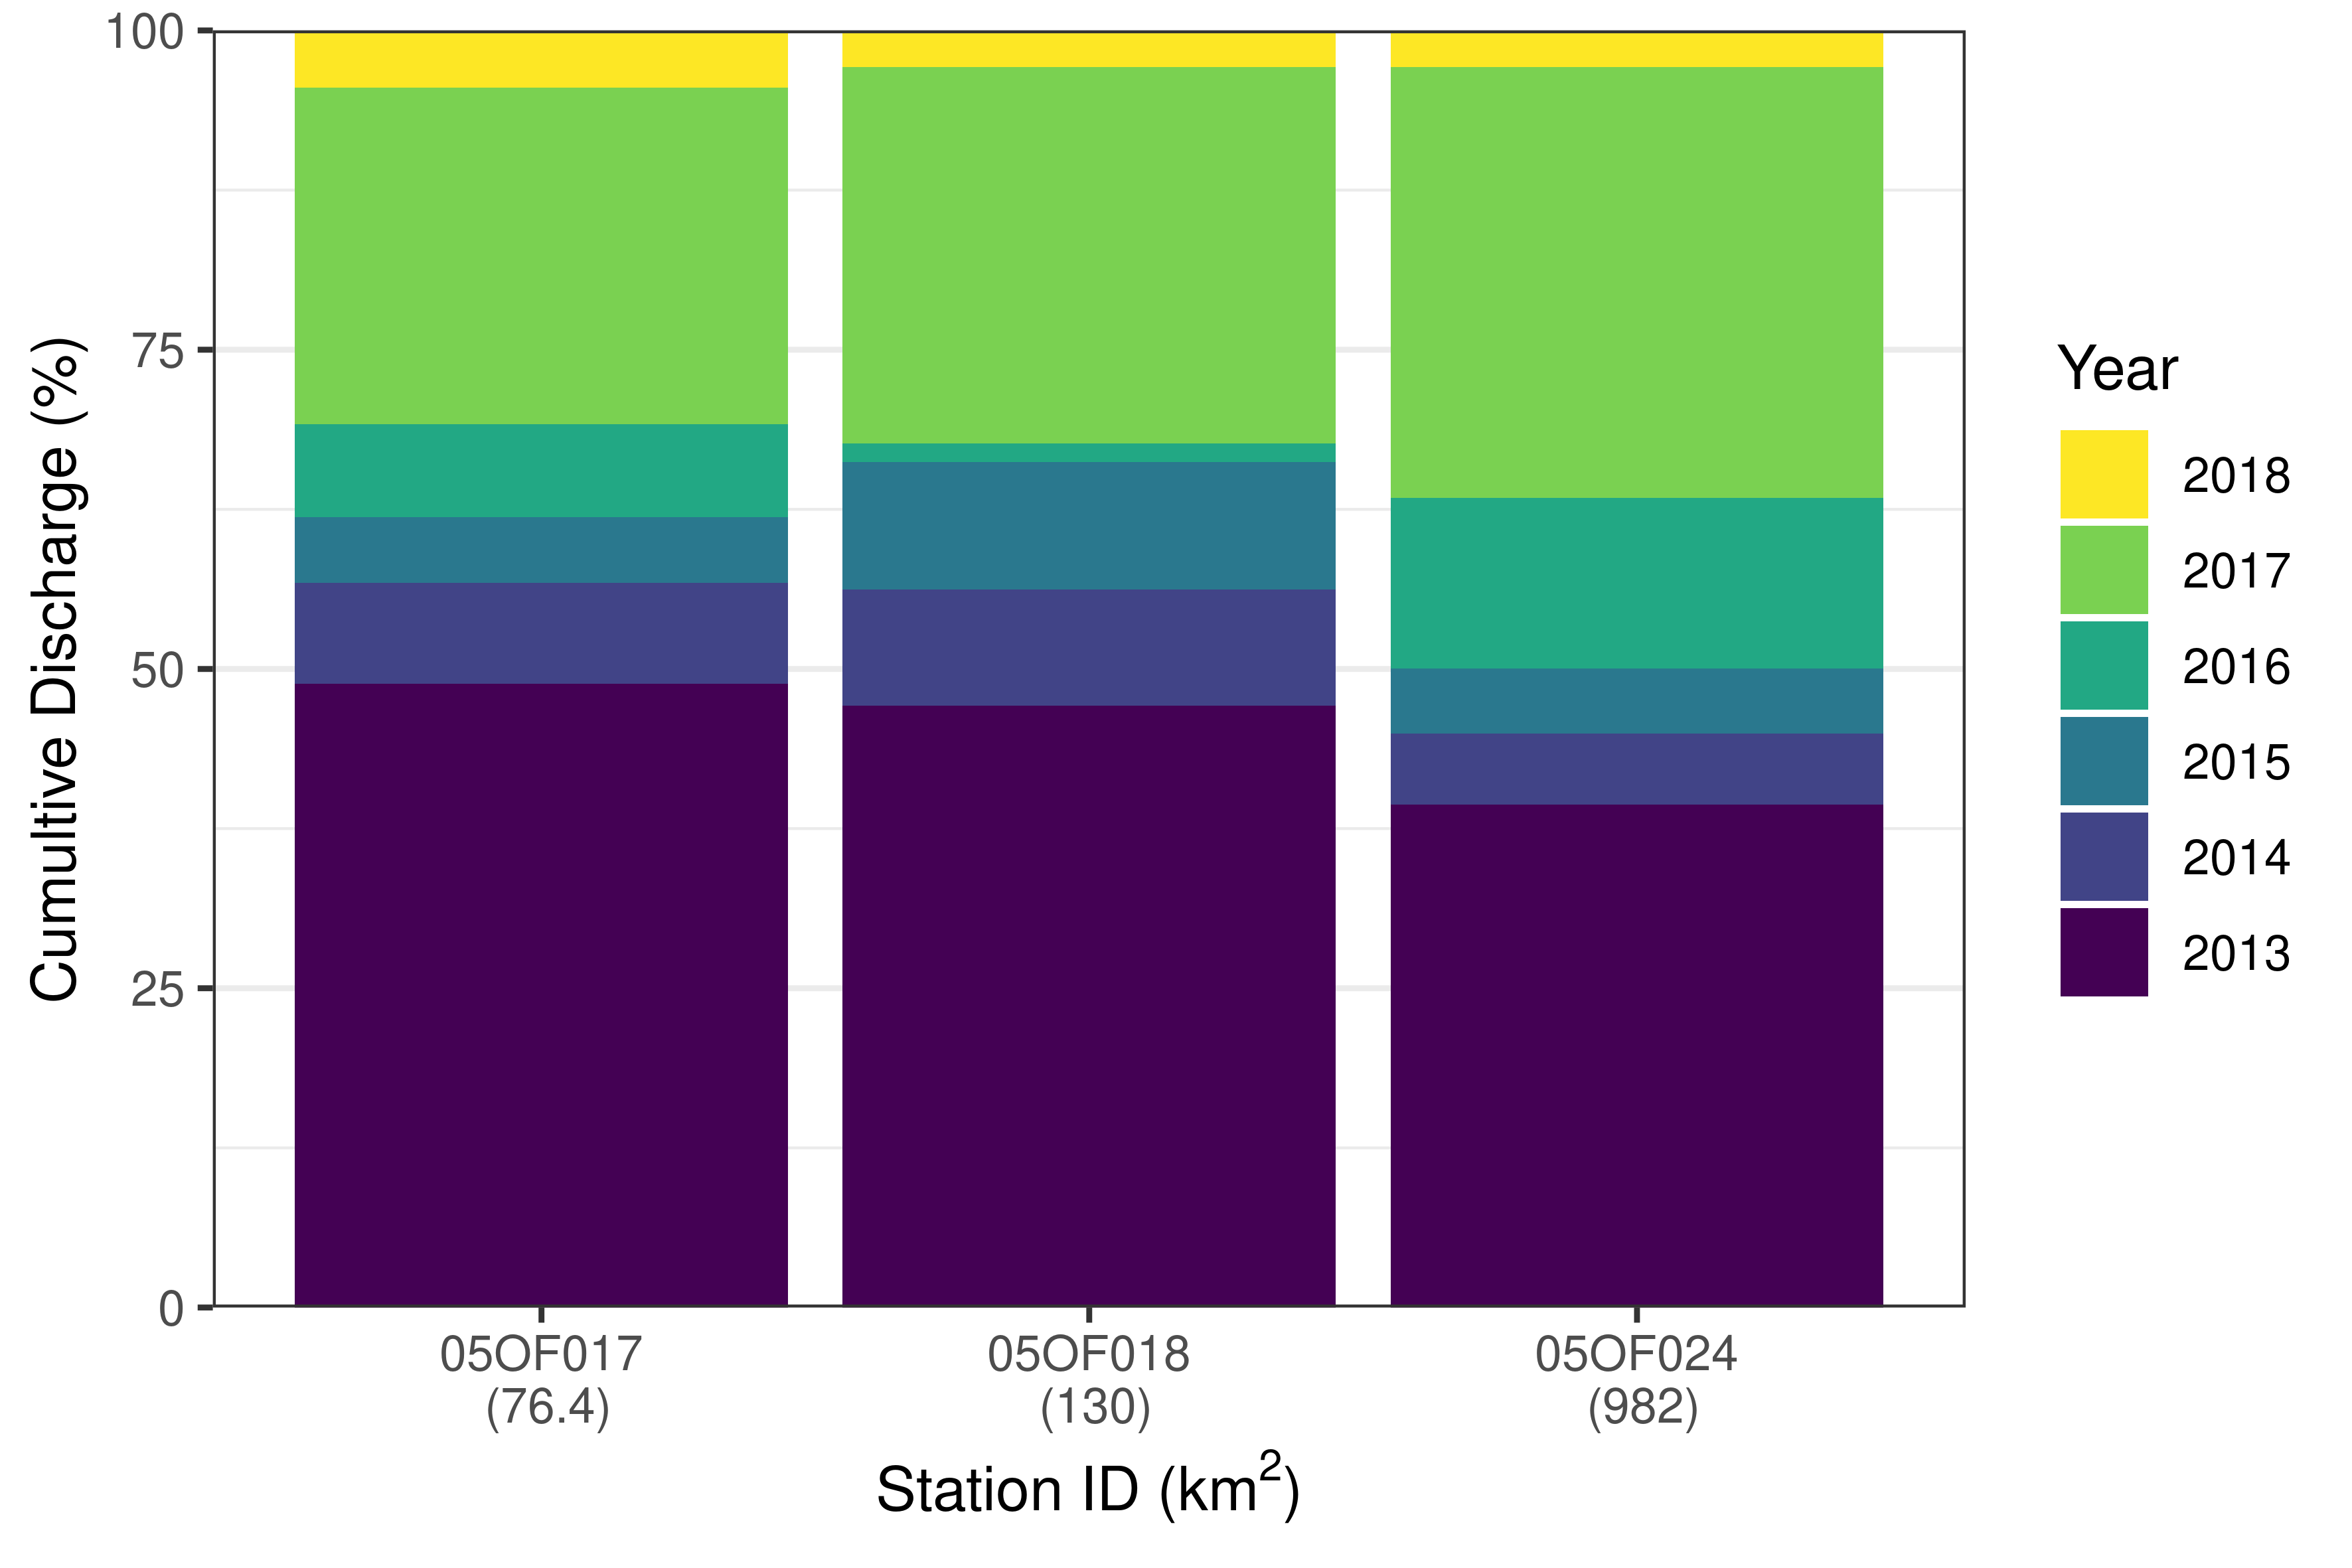 Cumultive Discharge (%)
100
75
50
25
0
05OF017
(76.4)
05OF018
(130)
05OF024
(982)
Station ID (km²)
Year
2018
2017
2016
2015
2014
2013